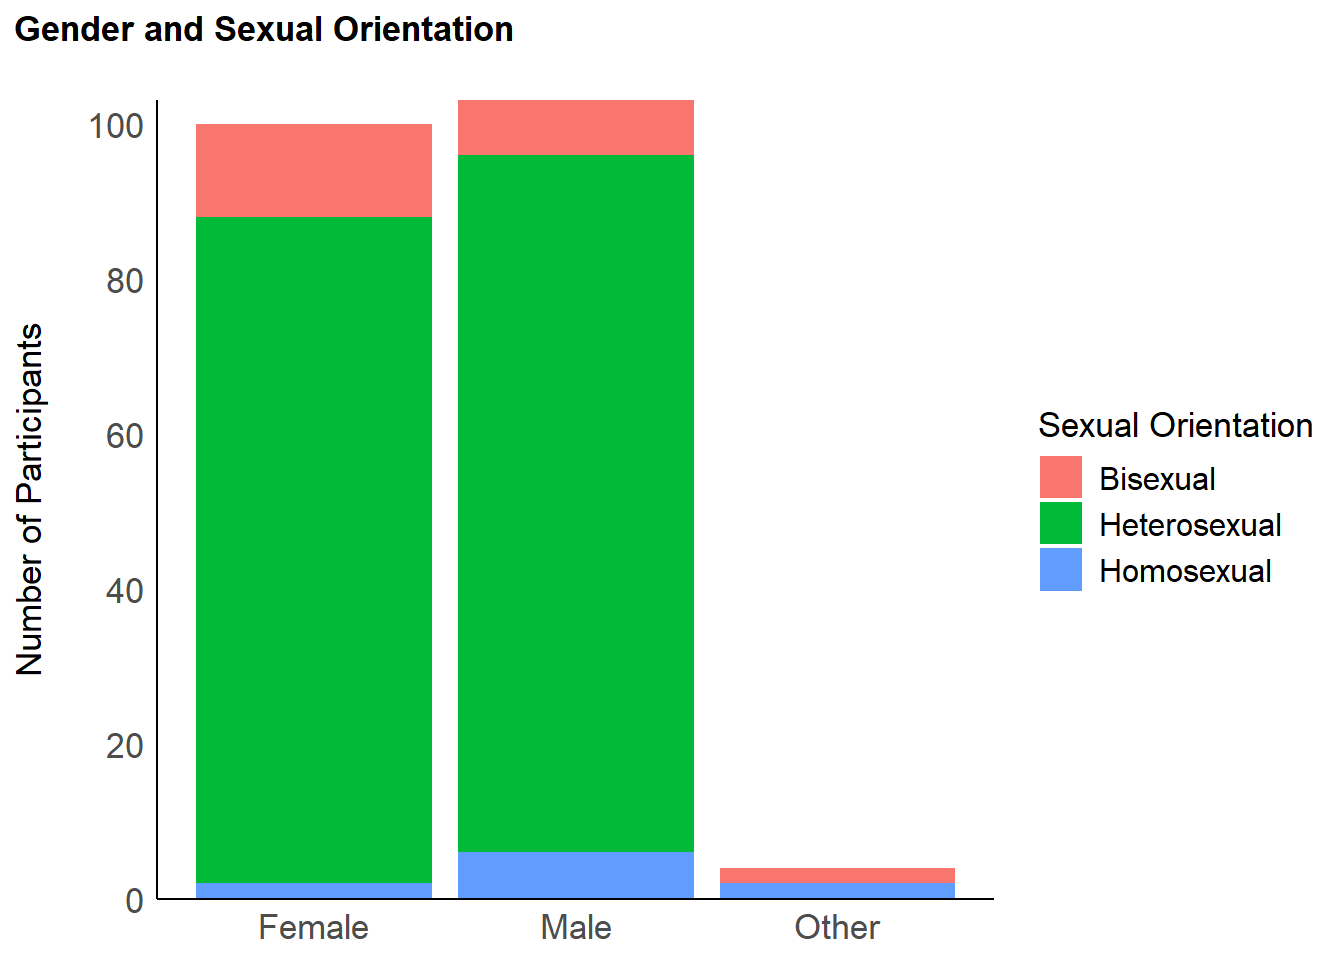 Gender and Sexual Orientation
Number of Participants
100
80
60
40
20
0
Female
Male
Other
Sexual Orientation
Bisexual
Heterosexual
Homosexual